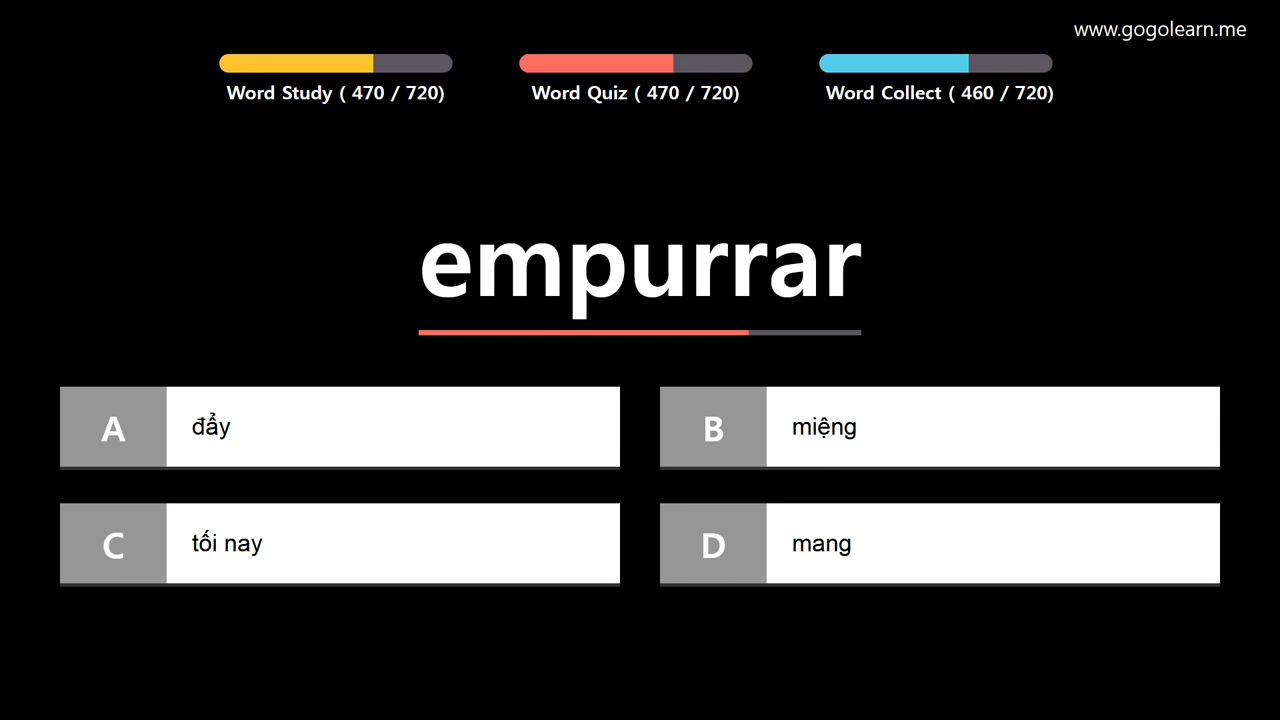 www.gogolearn.me
Word Study ( 470 / 720)
Word Quiz ( 470 / 720)
Word Collect ( 460 / 720)
empurrar
A đẩy
B miệng
C tối nay
D mang